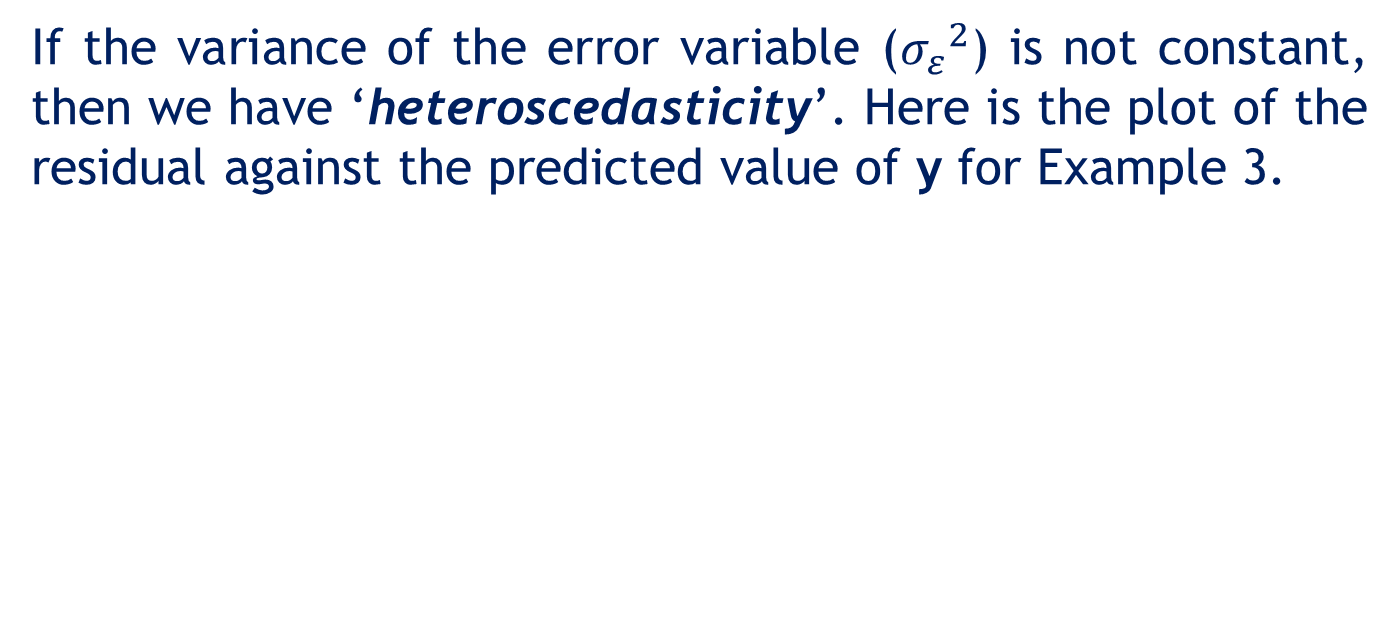 If the variance of the error variable (σε²) is not constant,
then we have ‘heteroscedasticity’. Here is the plot of the
residual against the predicted value of y for Example 3.